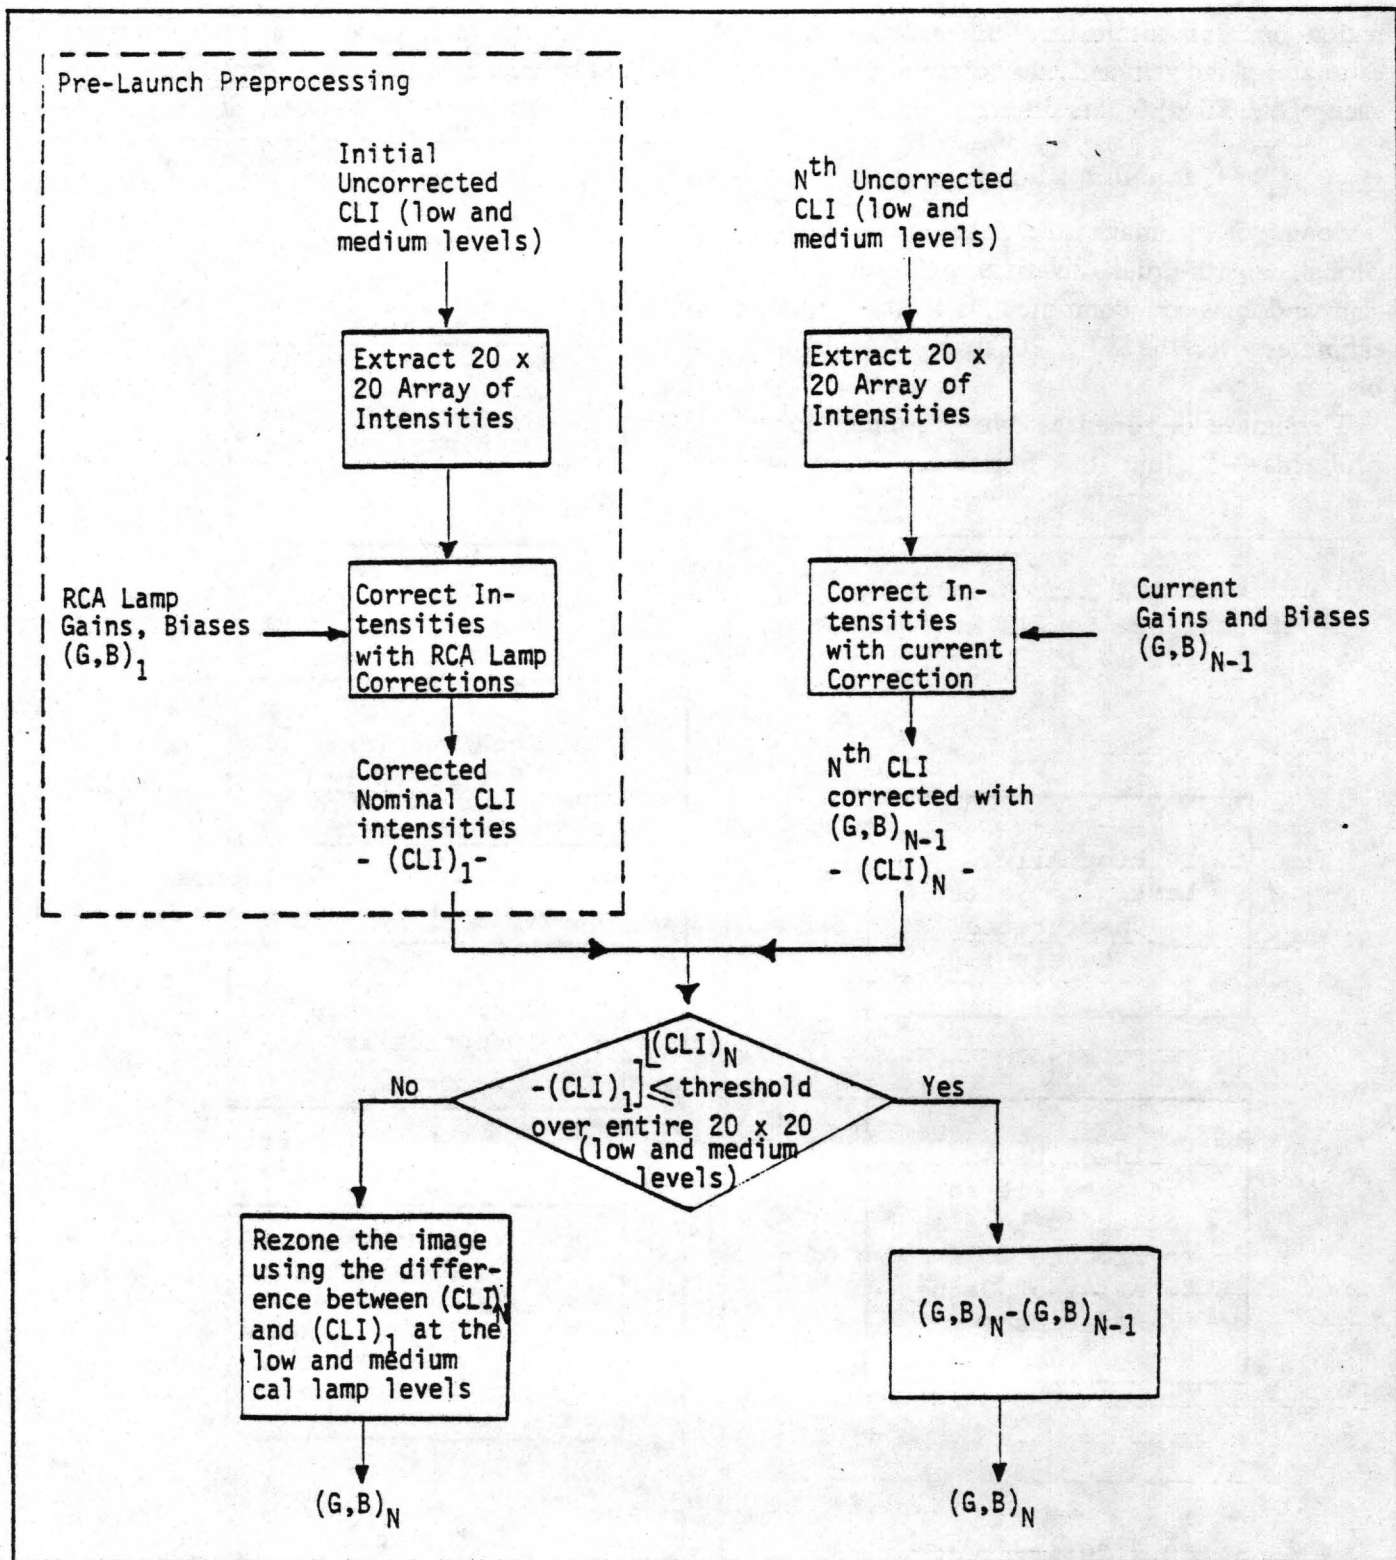 Pre-Launch Preprocessing
Initial
Uncorrected
CLI (low and
medium levels)
Extract 20 x
20 Array of
Intensities
RCA Lamp
Gains, Biases
(G,B)1
Correct In-
tensities
with RCA Lamp
Corrections
Corrected
Nominal CLI
intensities
- (CLI)1-
Nth Uncorrected
CLI (low and
medium levels)
Extract 20 x
20 Array of
Intensities
Correct In-
tensities
with current
Correction
Current
Gains and Biases
(G,B)N-1
Nth CLI
corrected with
(G,B)N-1
- (CLI)N -
[(CLI)N
-(CLI)1] ⩽ threshold
over entire 20 x 20
(low and medium
levels)
No
Yes
Rezone the image
using the differ-
ence between (CLI)N
and (CLI)1 at the
low and medium
cal lamp levels
(G,B)N
(G,B)N-(G,B)N-1
(G,B)N